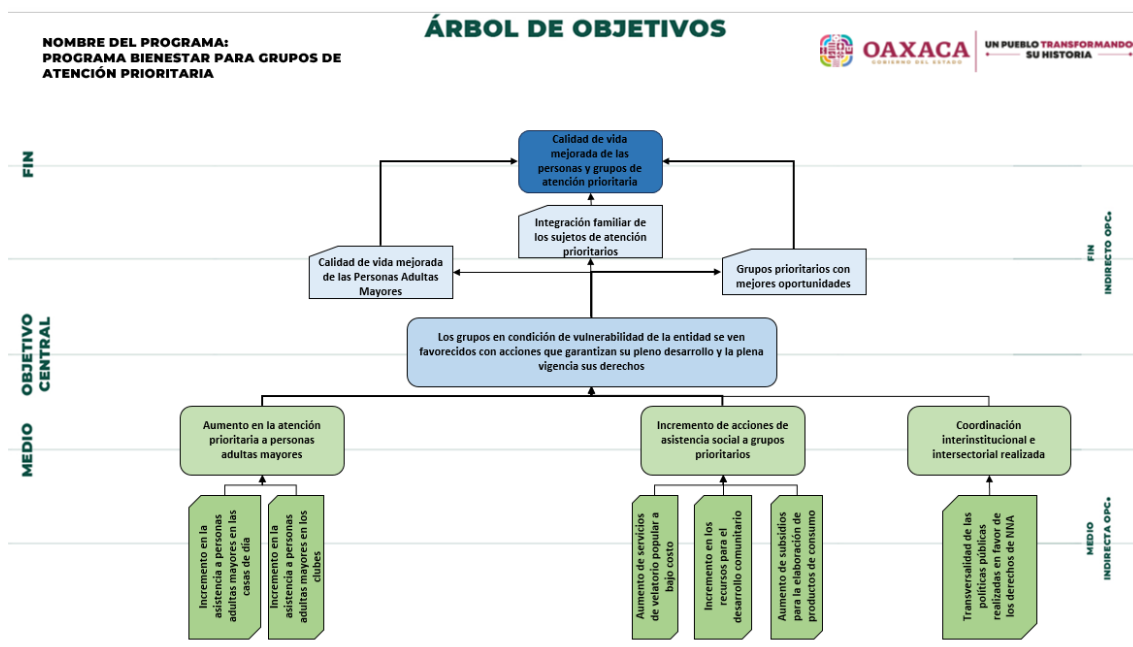 ÁRBOL DE OBJETIVOS
NOMBRE DEL PROGRAMA:
PROGRAMA BIENESTAR PARA GRUPOS DE
ATENCIÓN PRIORITARIA
OAXACA
GOBIERNO DEL ESTADO
UN PUEBLO TRANSFORMANDO
SU HISTORIA
FIN
Calidad de vida
mejorada de las
personas y grupos de
atención prioritaria
Integración familiar de
los sujetos de atención
prioritarios
Calidad de vida mejorada
de las Personas Adultas
Mayores
Grupos prioritarios con
mejores oportunidades
FIN
INDIRECTO OPC.
OBJETIVO
CENTRAL
Los grupos en condición de vulnerabilidad de la entidad se ven
favorecidos con acciones que garantizan su pleno desarrollo y la plena
vigencia sus derechos
MEDIO
Aumento en la atención
prioritaria a personas
adultas mayores
Incremento de acciones de
asistencia social a grupos
prioritarios
Coordinación
interinstitucional e
intersectorial realizada
Incremento en la
asistencia a personas
adultas mayores en las
casas de día
Incremento en la
asistencia a personas
adultas mayores en los
clubes
Aumento de servicios
de velatorio popular a
bajo costo
Incremento en los
recursos para el
desarrollo comunitario
Aumento de subsidios
para la elaboración de
productos de consumo
Transversalidad de las
políticas públicas
realizadas en favor de
los derechos de NNA
MEDIO
INDIRECTA OPC.